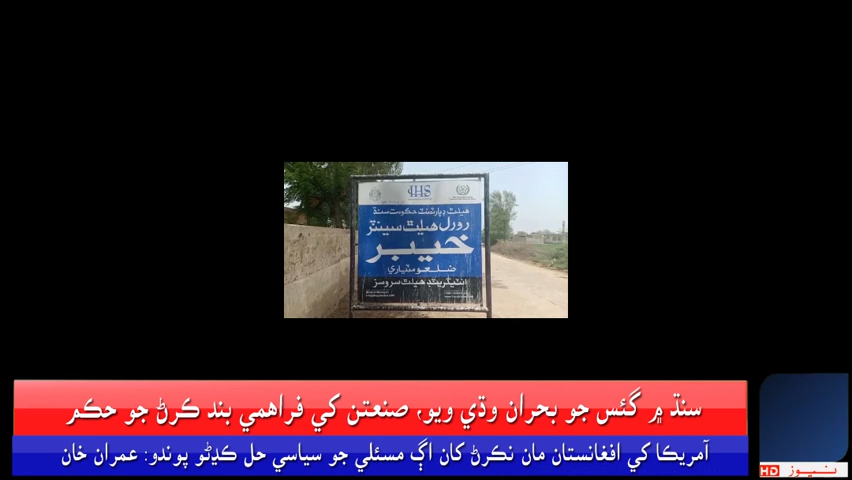 IHS
هيلٿ ڊپارٽمينٽ حڪومت سنڌ
رورل هيلٿ سينٽر
خيبر
ضلعو مٽياري
انٽيگريٽڊ هيلٿ سروسز
سنڌ ۾ گئس جو بحران وڌي ويو، صنعتن کي فراهمي بند ڪرڻ جو حڪم
آمريڪا کي افغانستان مان نڪرڻ کان اڳ مسئلي جو سياسي حل ڪڍڻو پوندو: عمران خان
HD نيوز